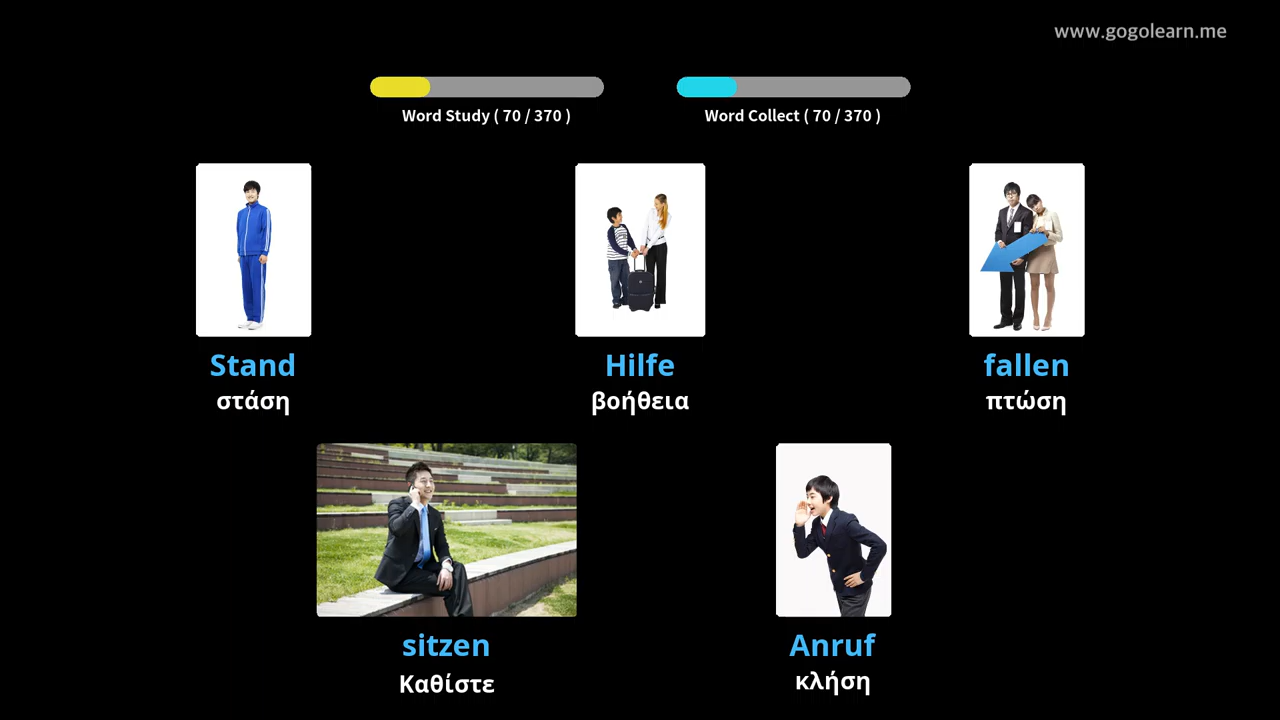 www.gogolearn.me
Word Study ( 70 / 370 )
Word Collect ( 70 / 370 )
Stand
στάση
Hilfe
βοήθεια
fallen
πτώση
sitzen
Καθίστε
Anruf
κλήση